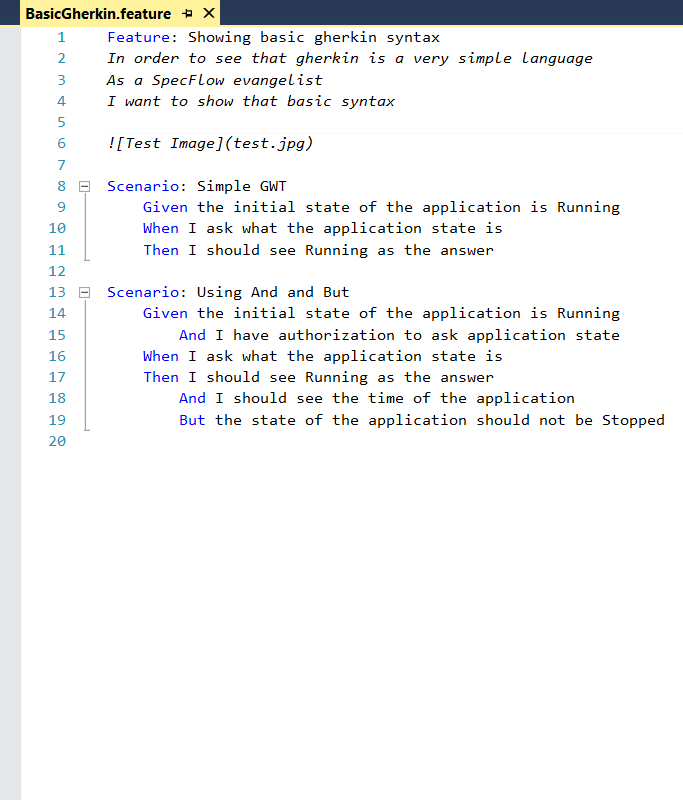 BasicGherkin.feature
1 Feature: Showing basic gherkin syntax
2 In order to see that gherkin is a very simple language
3 As a SpecFlow evangelist
4 I want to show that basic syntax
5
6 ![Test Image](test.jpg)
7
8 Scenario: Simple GWT
9 Given the initial state of the application is Running
10 When I ask what the application state is
11 Then I should see Running as the answer
12
13 Scenario: Using And and But
14 Given the initial state of the application is Running
15 And I have authorization to ask application state
16 When I ask what the application state is
17 Then I should see Running as the answer
18 And I should see the time of the application
19 But the state of the application should not be Stopped
20